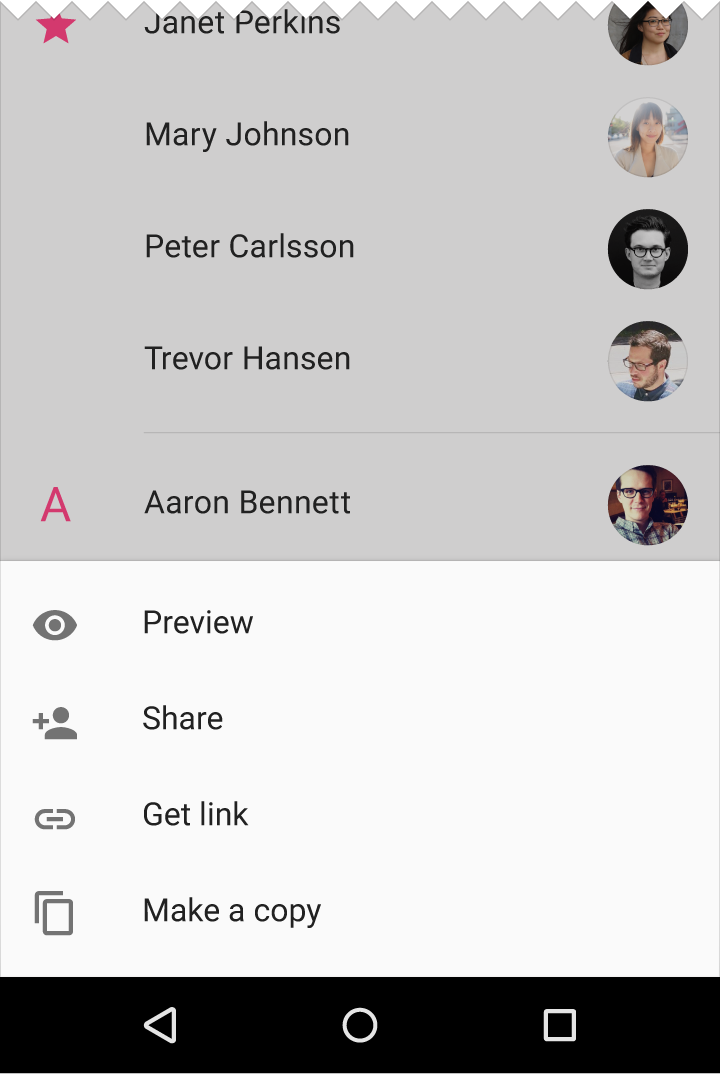 Janet Perkins
Mary Johnson
Peter Carlsson
Trevor Hansen
A
Aaron Bennett
Preview
Share
Get link
Make a copy